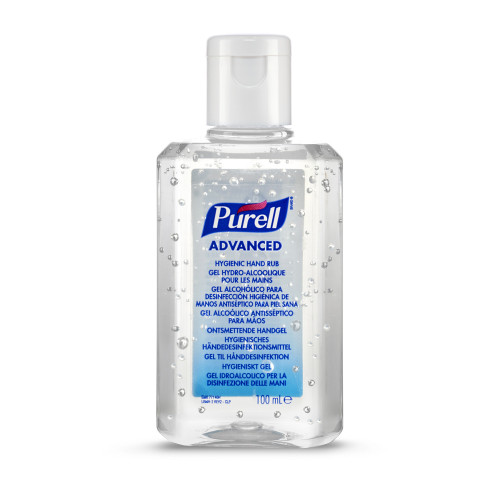 Purell
ADVANCED
HYGIENIC HAND RUB
GEL HYDRO-ALCOOLIQUE
POUR LES MAINS
GEL ALCOHÓLICO PARA
DESINFECCIÓN HIGIÉNICA DE
MANOS ANTISÉPTICO PARA PIEL SANA
GEL ALCOÓLICO ANTISSÉPTICO
PARA MÃOS
ONTSMETTENDE HANDGEL
HYGIENISCHES
HÄNDEDESINFEKTIONSMITTEL
GEL TIL HÅNDDESINFEKTION
HYGIENISKT GEL
GEL IDROALCOLICO PER LA
DISINFEZIONE DELLE MANI
100 mL e